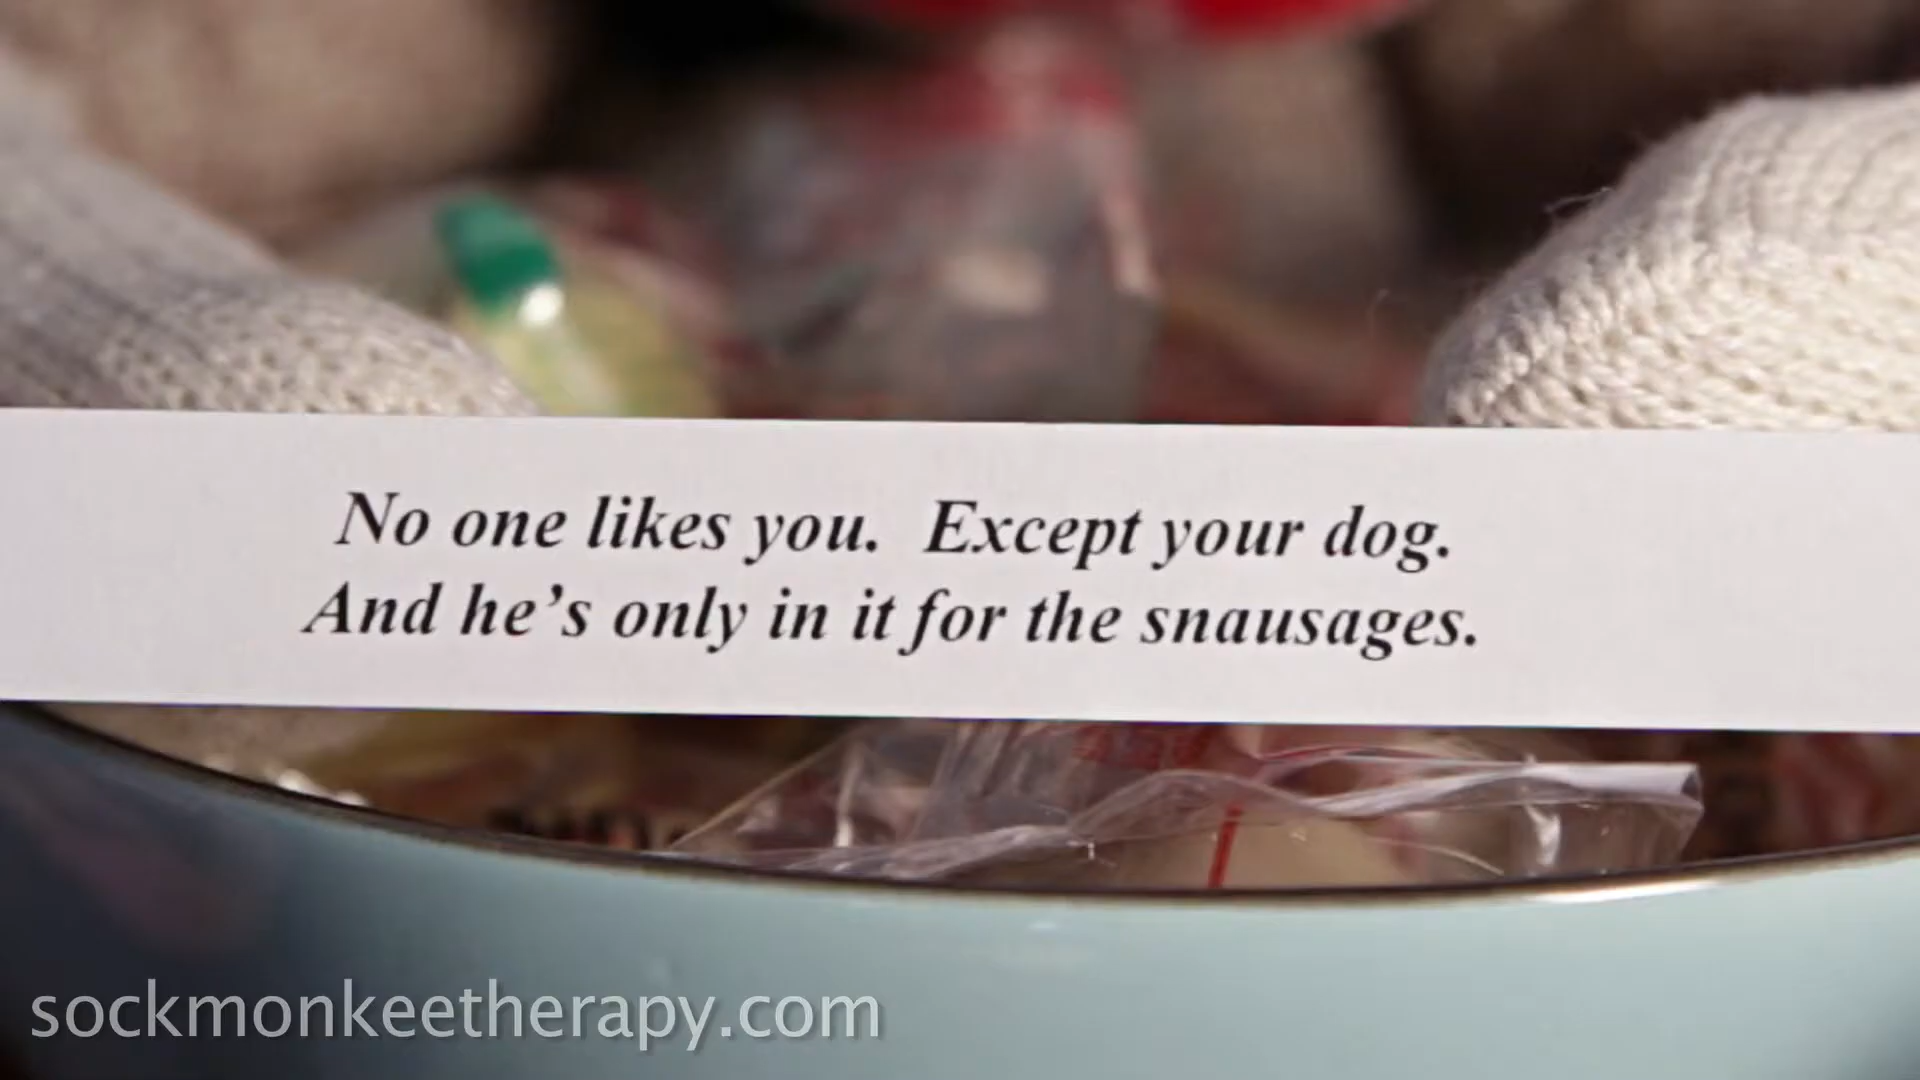 No one likes you. Except your dog.
And he's only in it for the snausages.
sockmonkeetherapy.com